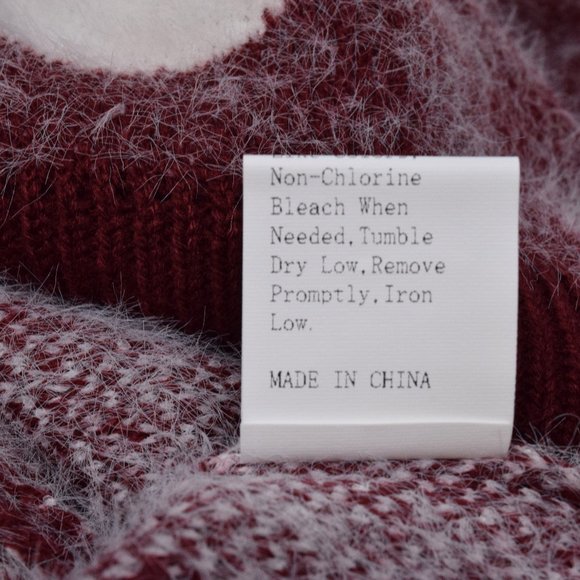 Non-Chlorine
Bleach When
Needed,Tumble
Dry Low,Remove
Promptly,Iron
Low.
MADE IN CHINA